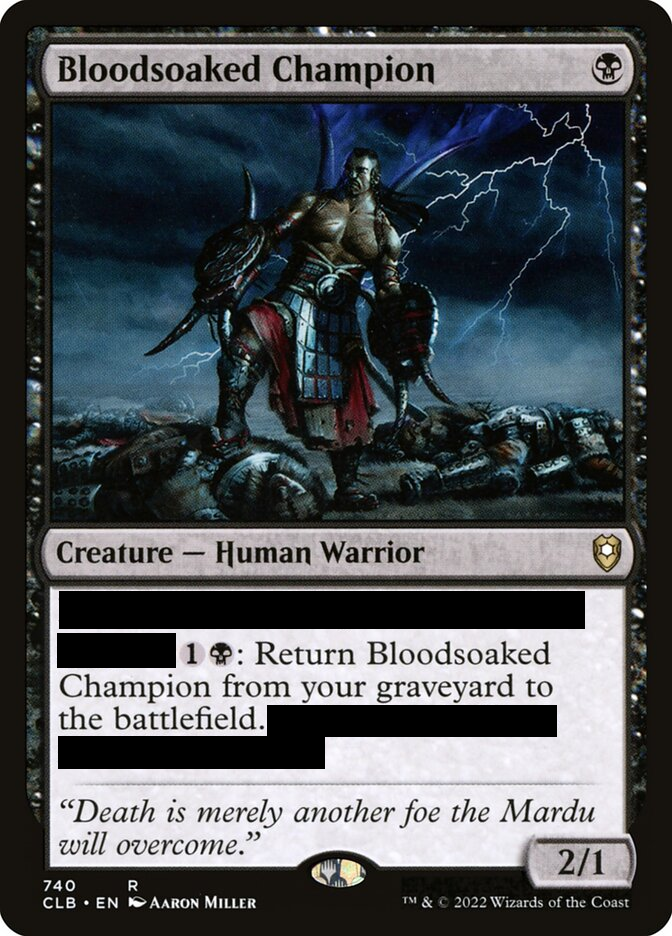 Bloodsoaked Champion
Creature — Human Warrior
1: Return Bloodsoaked
Champion from your graveyard to
the battlefield.
“Death is merely another foe the Mardu
will overcome.”
2/1
740 R
CLB • EN Aaron Miller
™ & © 2022 Wizards of the Coast